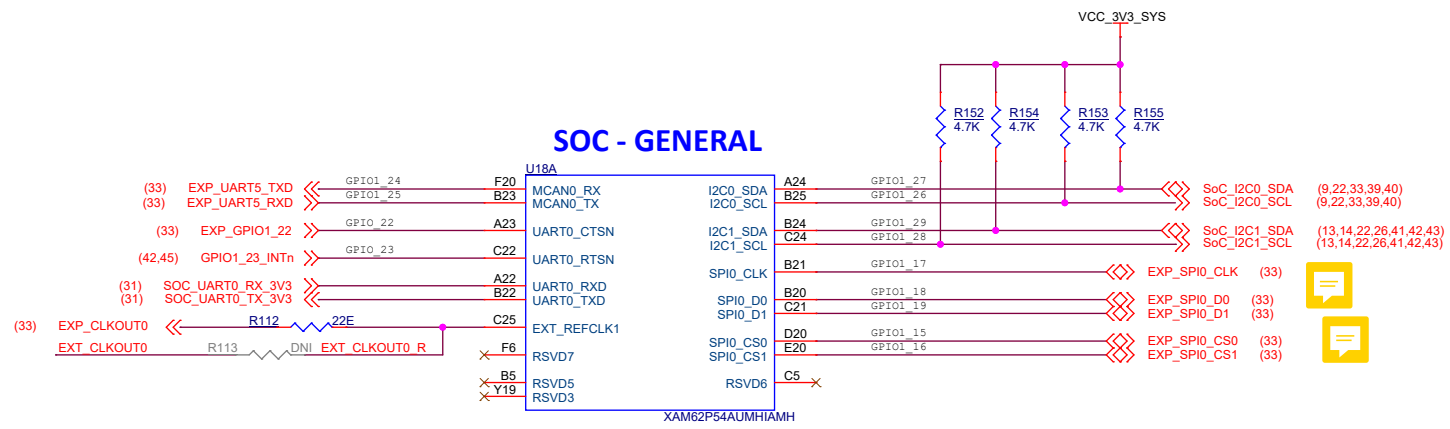 VCC_3V3_SYS
R152 R154 R153 R155
4.7K 4.7K 4.7K 4.7K
SOC - GENERAL
U18A
(33) EXP_UART5_TXD GPIO1_24 F20 MCAN0_RX I2C0_SDA A24 GPIO1_27 SoC_I2C0_SDA (9,22,33,39,40)
(33) EXP_UART5_RXD GPIO1_25 B23 MCAN0_TX I2C0_SCL B25 GPIO1_26 SoC_I2C0_SCL (9,22,33,39,40)
(33) EXP_GPIO1_22 GPIO_22 A23 UART0_CTSN I2C1_SDA B24 GPIO1_29 SoC_I2C1_SDA (13,14,22,26,41,42,43)
I2C1_SCL C24 GPIO1_28 SoC_I2C1_SCL (13,14,22,26,41,42,43)
(42,45) GPIO1_23_INTn GPIO_23 C22 UART0_RTSN SPI0_CLK B21 GPIO1_17 EXP_SPI0_CLK (33)
(31) SOC_UART0_RX_3V3 A22 UART0_RXD SPI0_D0 B20 GPIO1_18 EXP_SPI0_D0 (33)
(31) SOC_UART0_TX_3V3 B22 UART0_TXD SPI0_D1 C21 GPIO1_19 EXP_SPI0_D1 (33)
(33) EXP_CLKOUT0 R112 22E C25 EXT_REFCLK1 SPI0_CS0 D20 GPIO1_15 EXP_SPI0_CS0 (33)
EXT_CLKOUT0 R113 DNI EXT_CLKOUT0_R F6 RSVD7 SPI0_CS1 E20 GPIO1_16 EXP_SPI0_CS1 (33)
B5 RSVD5 RSVD6 C5
Y19 RSVD3
XAM62P54AUMHIAMH